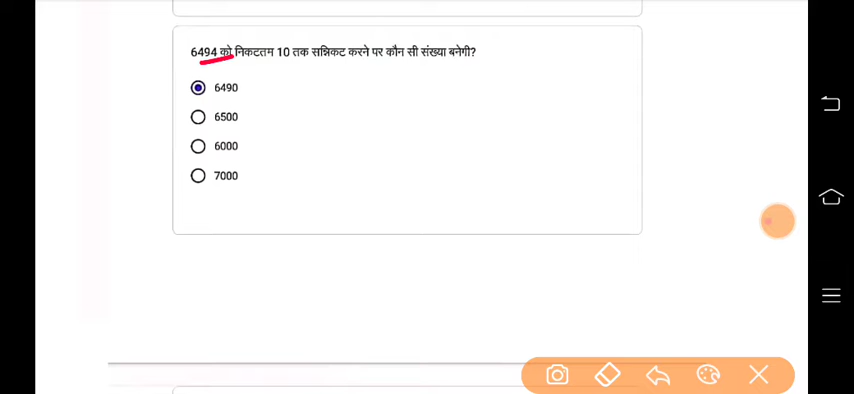 6494 को निकटतम 10 तक सन्निकट करने पर कौन सी संख्या बनेगी?
6490
6500
6000
7000